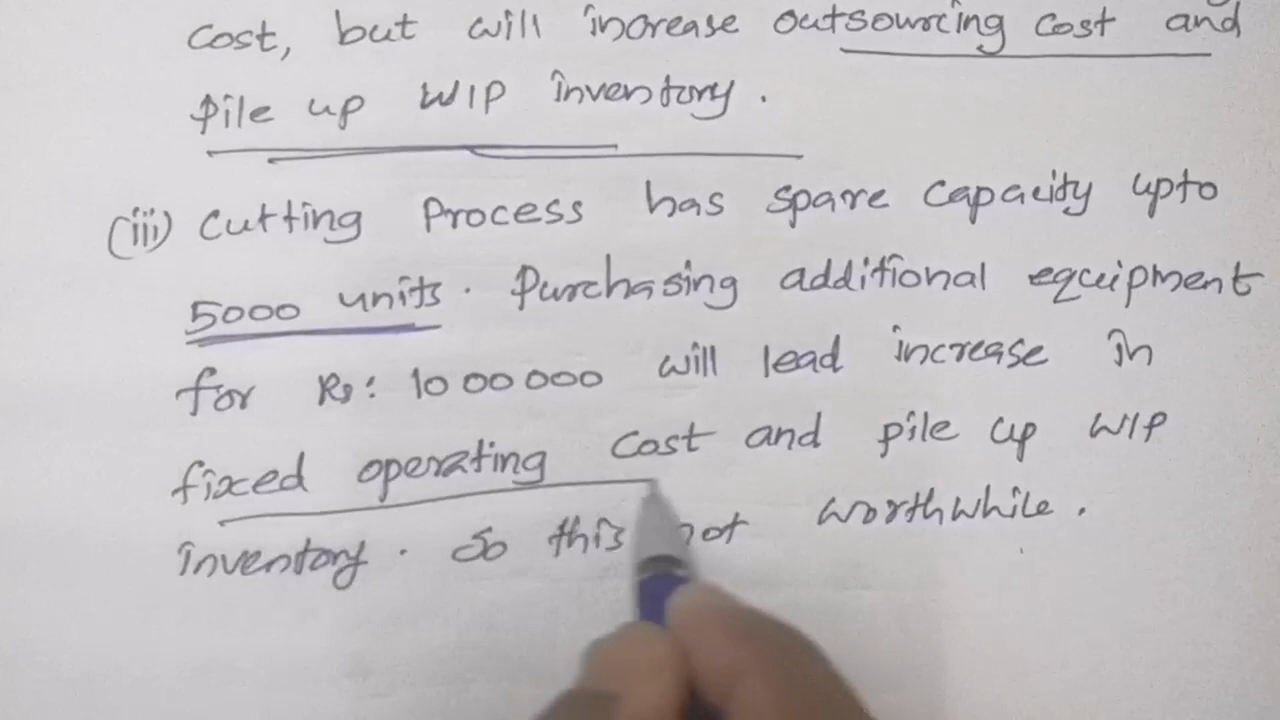 cost, but will increase outsourcing cost and
pile up WIP inventory.
(iii) Cutting Process has spare capacity upto
5000 units. Purchasing additional equipment
for Rs: 10 00 000 will lead increase in
fixed operating cost and pile up WIP
inventory. So this not worthwhile.